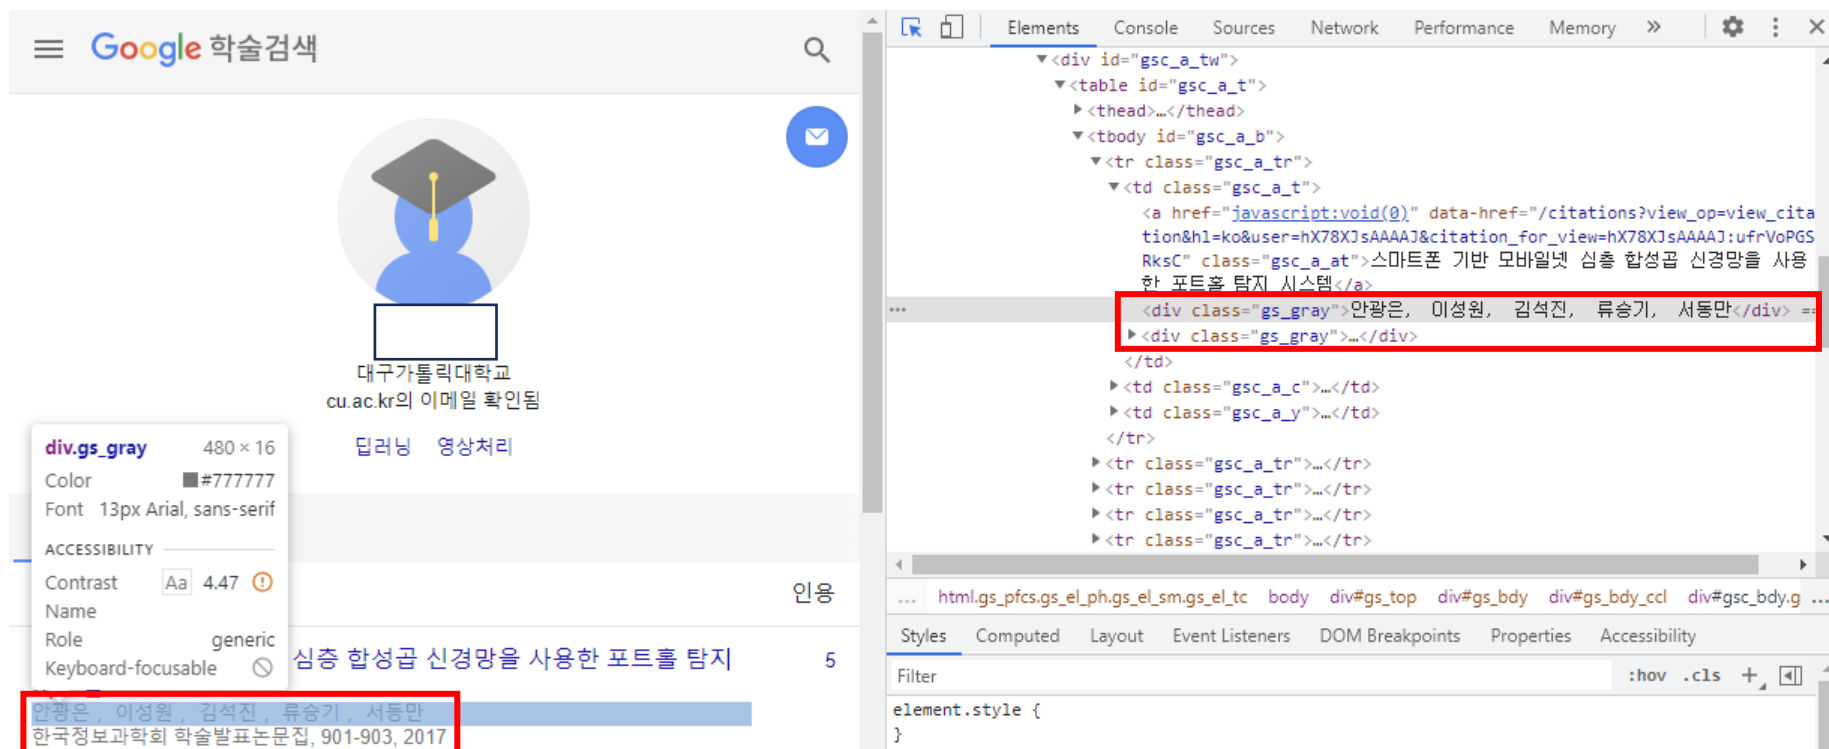 Google 학술검색
대구가톨릭대학교
cu.ac.kr의 이메일 확인됨
딥러닝 영상처리
div.gs_gray 480 × 16
Color #777777
Font 13px Arial, sans-serif
ACCESSIBILITY
Contrast Aa 4.47
Name
Role generic
Keyboard-focusable
인용
심층 합성곱 신경망을 사용한 포트홀 탐지 5
안광은, 이성원, 김석진, 류승기, 서동만
한국정보과학회 학술발표논문집, 901-903, 2017
Elements Console Sources Network Performance Memory »
▼<div id="gsc_a_tw">
▼<table id="gsc_a_t">
▶<thead>…</thead>
▼<tbody id="gsc_a_b">
▼<tr class="gsc_a_tr">
▼<td class="gsc_a_t">
<a href="javascript:void(0)" data-href="/citations?view_op=view_cita
tion&hl=ko&user=hX78XJsAAAAJ&citation_for_view=hX78XJsAAAAJ:ufrVoPGS
RksC" class="gsc_a_at">스마트폰 기반 모바일넷 심층 합성곱 신경망을 사용
한 포트홀 탐지 시스템</a>
… <div class="gs_gray">안광은, 이성원, 김석진, 류승기, 서동만</div> ==
▶<div class="gs_gray">…</div>
</td>
▶<td class="gsc_a_c">…</td>
▶<td class="gsc_a_y">…</td>
</tr>
▶<tr class="gsc_a_tr">…</tr>
▶<tr class="gsc_a_tr">…</tr>
▶<tr class="gsc_a_tr">…</tr>
▶<tr class="gsc_a_tr">…</tr>
... html.gs_pfcs.gs_el_ph.gs_el_sm.gs_el_tc body div#gs_top div#gs_bdy div#gs_bdy_ccl div#gsc_bdy.g ...
Styles Computed Layout Event Listeners DOM Breakpoints Properties Accessibility
Filter :hov .cls +
element.style {
}